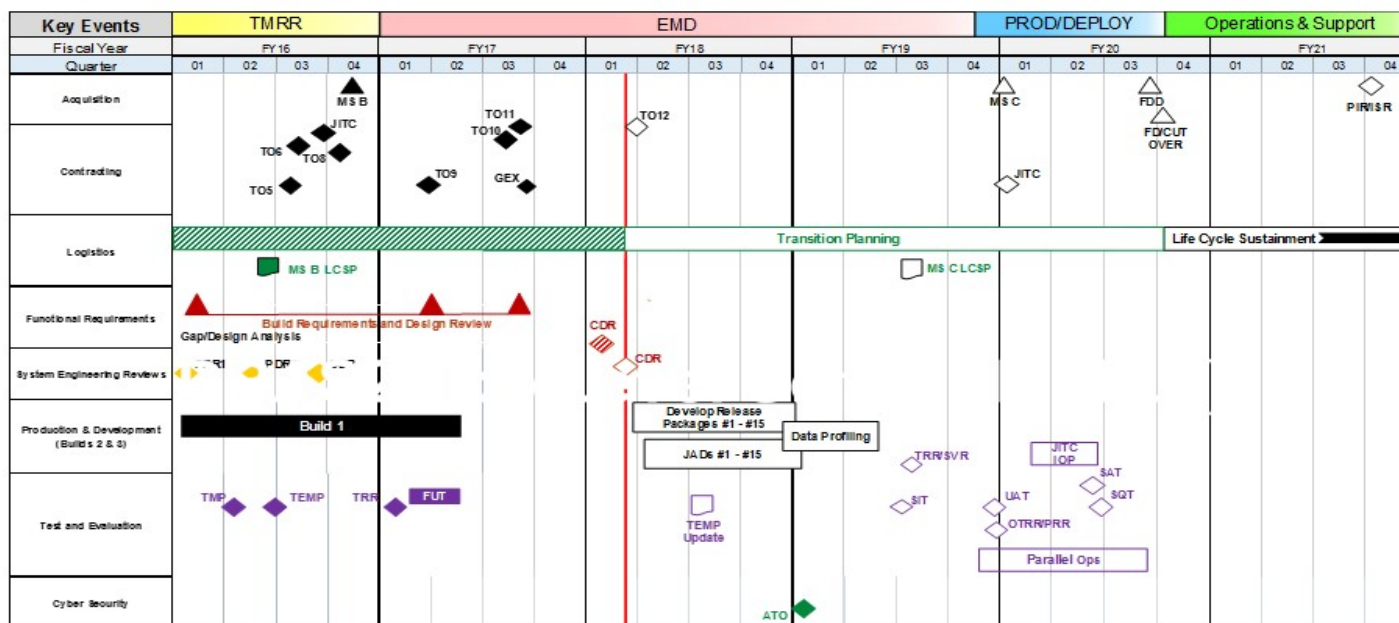 Key Events TMRR EMD PROD/DEPLOY Operations & Support
Fiscal Year FY16 FY17 FY18 FY19 FY20 FY21
Quarter 01 02 03 04 01 02 03 04 01 02 03 04 01 02 03 04 01 02 03 04 01 02 03 04
Acquisition
MS B
MS C
FDD
PIR/ISR
Contracting
JITC
TO6
TO8
TO5
TO9
TO11
TO10
GEX
TO12
JITC
FD/CUT
OVER
Logistics
Transition Planning
Life Cycle Sustainment
MS B LCSP
MS C LCSP
Functional Requirements
Build Requirements and Design Review
Gap/Design Analysis
CDR
System Engineering Reviews
PDR
CDR
Production & Development
(Builds 2 & 3)
Build 1
Develop Release
Packages #1 - #15
JADs #1 - #15
Data Profiling
TRR/SVR
JITC
IOP
Test and Evaluation
TMP
TEMP
TRR
FUT
TEMP
Update
SIT
UAT
OTRR/PRR
SAT
SQT
Parallel Ops
Cyber Security
ATO